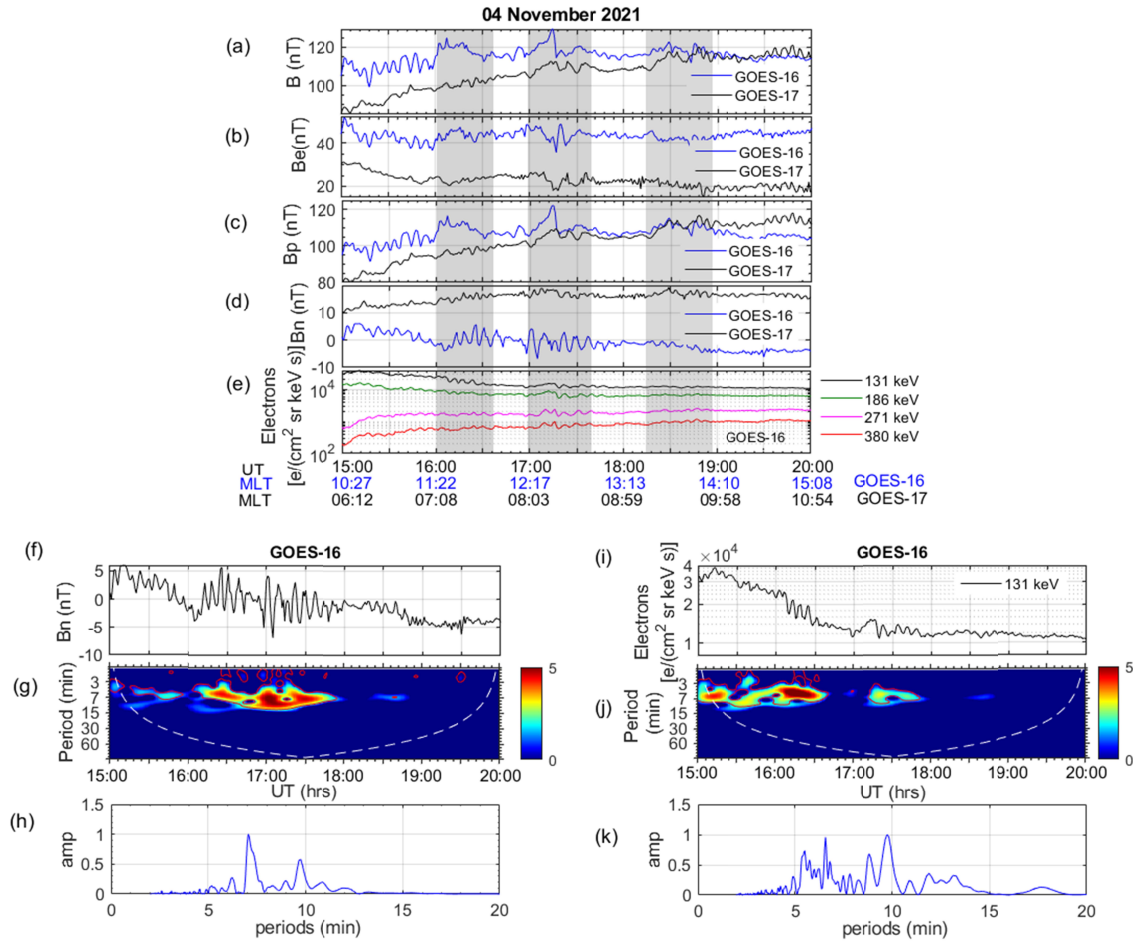 04 November 2021
(a)
B (nT)
120
100
GOES-16
GOES-17
(b)
Be(nT)
40
20
GOES-16
GOES-17
(c)
Bp (nT)
120
100
80
GOES-16
GOES-17
(d)
Bn (nT)
80
10
0
-10
GOES-16
GOES-17
(e)
Electrons
[e/(cm2 sr keV s)]
10^4
10^2
GOES-16
131 keV
186 keV
271 keV
380 keV
UT 15:00 16:00 17:00 18:00 19:00 20:00
MLT 10:27 11:22 12:17 13:13 14:10 15:08 GOES-16
MLT 06:12 07:08 08:03 08:59 09:58 10:54 GOES-17
(f)
GOES-16
Bn (nT)
5
0
-5
-10
(g)
Period (min)
3
7
15
30
60
5
0
15:00 16:00 17:00 18:00 19:00 20:00
UT (hrs)
(h)
amp
1.5
1
0.5
0
0 5 10 15 20
periods (min)
(i)
GOES-16
Electrons
[e/(cm2 sr keV s)]
×10^4
4
3
2
1
131 keV
(j)
Period
(min)
3
7
15
30
60
5
0
15:00 16:00 17:00 18:00 19:00 20:00
UT (hrs)
(k)
amp
1.5
1
0.5
0
0 5 10 15 20
periods (min)